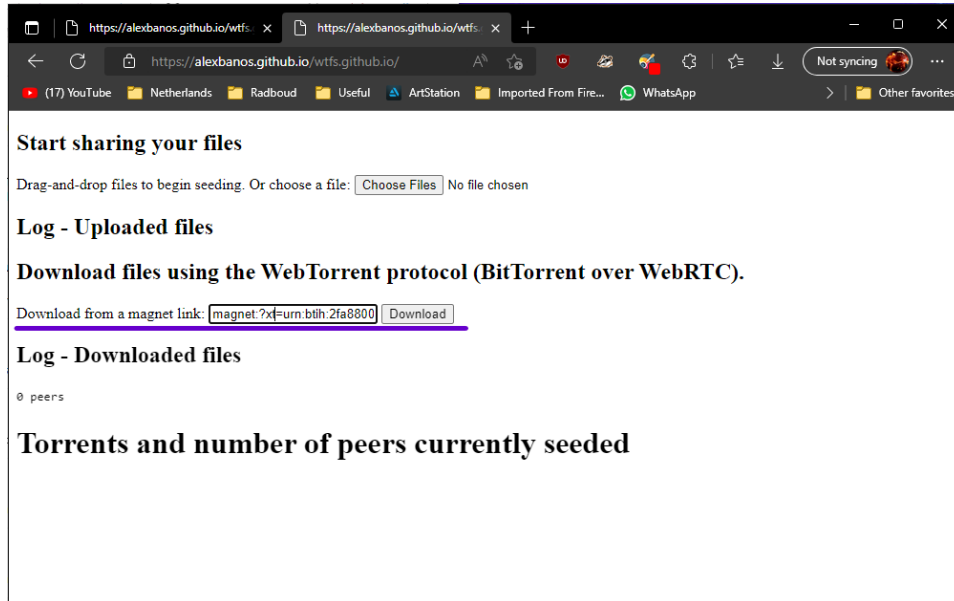 https://alexbanos.github.io/wtfs. https://alexbanos.github.io/wtfs.
https://alexbanos.github.io/wtfs.github.io/ Not syncing
(17) YouTube Netherlands Radboud Useful ArtStation Imported From Fire... WhatsApp Other favorites
Start sharing your files
Drag-and-drop files to begin seeding. Or choose a file: Choose Files No file chosen
Log - Uploaded files
Download files using the WebTorrent protocol (BitTorrent over WebRTC).
Download from a magnet link: magnet:?xt=urn:btih:2fa8800 Download
Log - Downloaded files
0 peers
Torrents and number of peers currently seeded